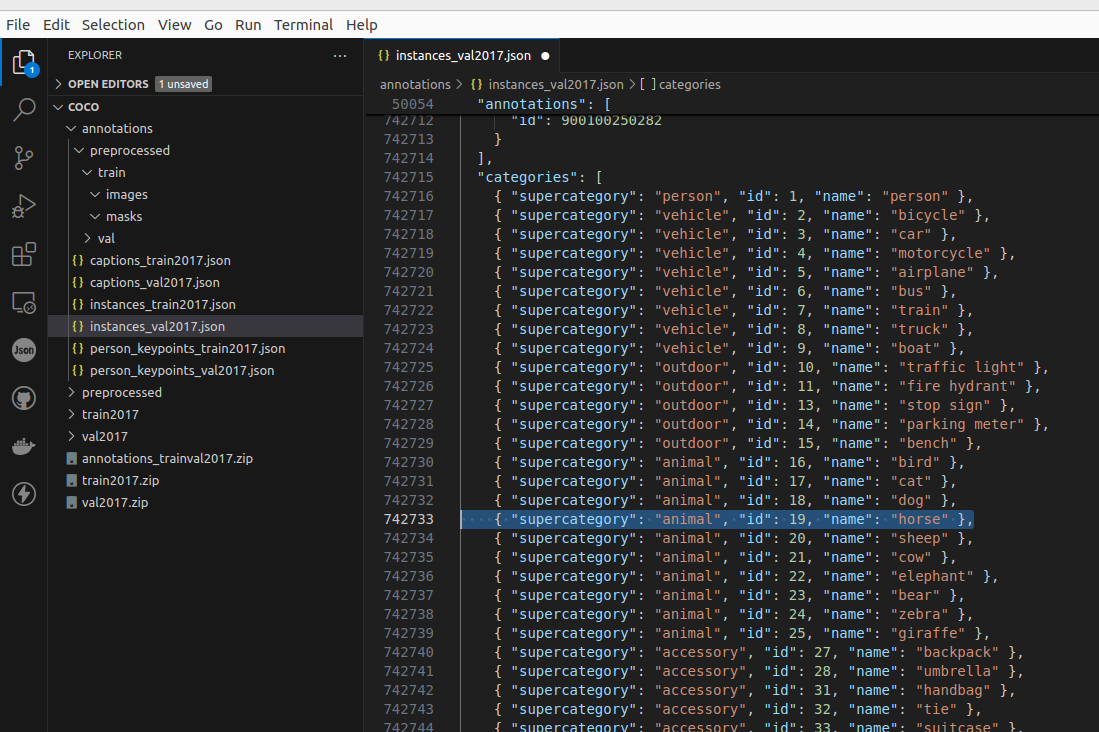 File Edit Selection View Go Run Terminal Help
EXPLORER ...
1
OPEN EDITORS 1 unsaved
COCO
annotations
preprocessed
train
images
masks
val
{} captions_train2017.json
{} captions_val2017.json
{} instances_train2017.json
{} instances_val2017.json
{} person_keypoints_train2017.json
{} person_keypoints_val2017.json
preprocessed
train2017
val2017
annotations_trainval2017.zip
train2017.zip
val2017.zip
Json
{} instances_val2017.json ●
annotations > {} instances_val2017.json > [ ] categories
50054 "annotations": [
742712 "id": 900100250282
742713 }
742714 ],
742715 "categories": [
742716 { "supercategory": "person", "id": 1, "name": "person" },
742717 { "supercategory": "vehicle", "id": 2, "name": "bicycle" },
742718 { "supercategory": "vehicle", "id": 3, "name": "car" },
742719 { "supercategory": "vehicle", "id": 4, "name": "motorcycle" },
742720 { "supercategory": "vehicle", "id": 5, "name": "airplane" },
742721 { "supercategory": "vehicle", "id": 6, "name": "bus" },
742722 { "supercategory": "vehicle", "id": 7, "name": "train" },
742723 { "supercategory": "vehicle", "id": 8, "name": "truck" },
742724 { "supercategory": "vehicle", "id": 9, "name": "boat" },
742725 { "supercategory": "outdoor", "id": 10, "name": "traffic light" },
742726 { "supercategory": "outdoor", "id": 11, "name": "fire hydrant" },
742727 { "supercategory": "outdoor", "id": 13, "name": "stop sign" },
742728 { "supercategory": "outdoor", "id": 14, "name": "parking meter" },
742729 { "supercategory": "outdoor", "id": 15, "name": "bench" },
742730 { "supercategory": "animal", "id": 16, "name": "bird" },
742731 { "supercategory": "animal", "id": 17, "name": "cat" },
742732 { "supercategory": "animal", "id": 18, "name": "dog" },
742733 { "supercategory": "animal", "id": 19, "name": "horse" },
742734 { "supercategory": "animal", "id": 20, "name": "sheep" },
742735 { "supercategory": "animal", "id": 21, "name": "cow" },
742736 { "supercategory": "animal", "id": 22, "name": "elephant" },
742737 { "supercategory": "animal", "id": 23, "name": "bear" },
742738 { "supercategory": "animal", "id": 24, "name": "zebra" },
742739 { "supercategory": "animal", "id": 25, "name": "giraffe" },
742740 { "supercategory": "accessory", "id": 27, "name": "backpack" },
742741 { "supercategory": "accessory", "id": 28, "name": "umbrella" },
742742 { "supercategory": "accessory", "id": 31, "name": "handbag" },
742743 { "supercategory": "accessory", "id": 32, "name": "tie" },
742744 { "supercategory": "accessory", "id": 33, "name": "suitcase" },